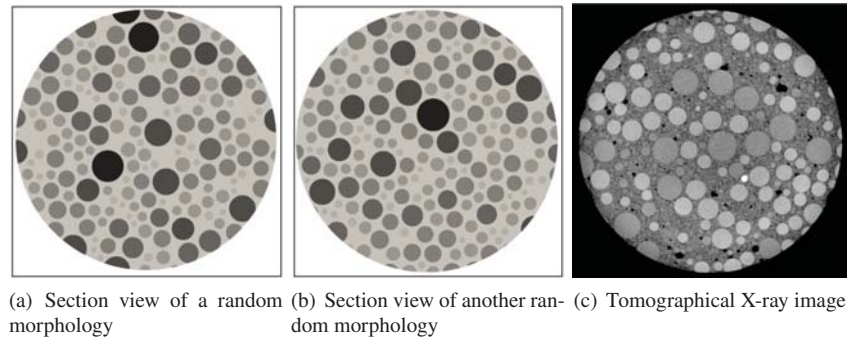 (a) Section view of a random
morphology
(b) Section view of another ran-
dom morphology
(c) Tomographical X-ray image